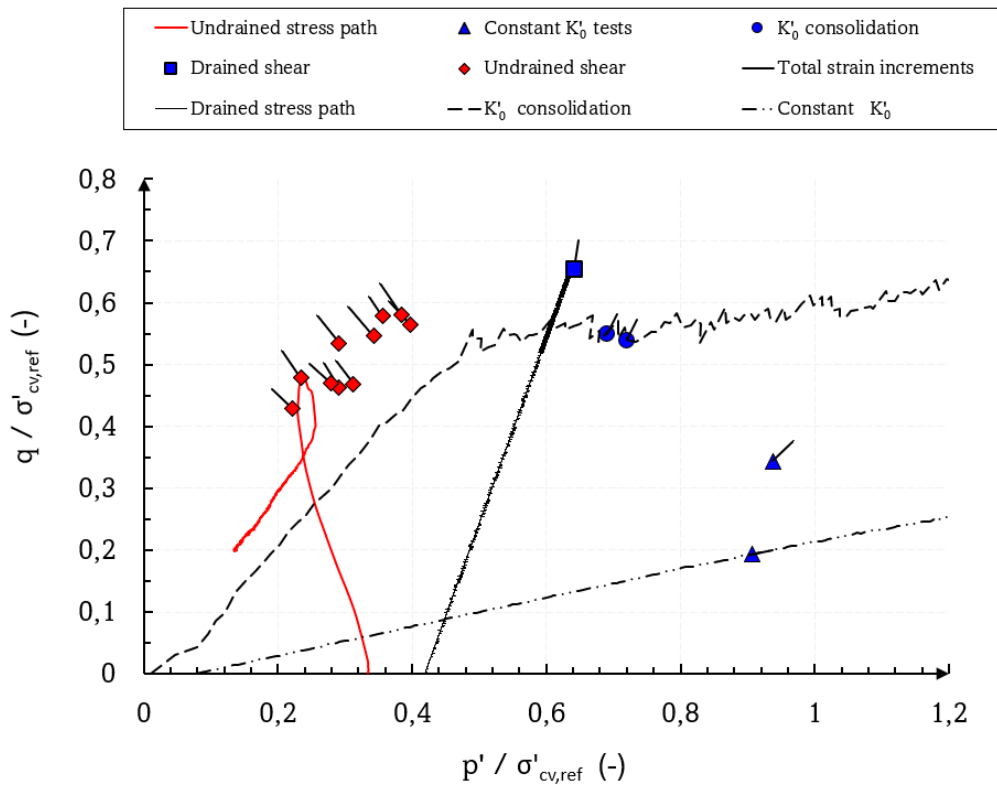 Undrained stress path
Constant K'0 tests
K'0 consolidation
Drained shear
Undrained shear
Total strain increments
Drained stress path
K'0 consolidation
Constant K'0
0,8
0,7
0,6
0,5
0,4
0,3
0,2
0,1
0
q / σ'cv,ref (-)
0 0,2 0,4 0,6 0,8 1 1,2
p' / σ'cv,ref (-)